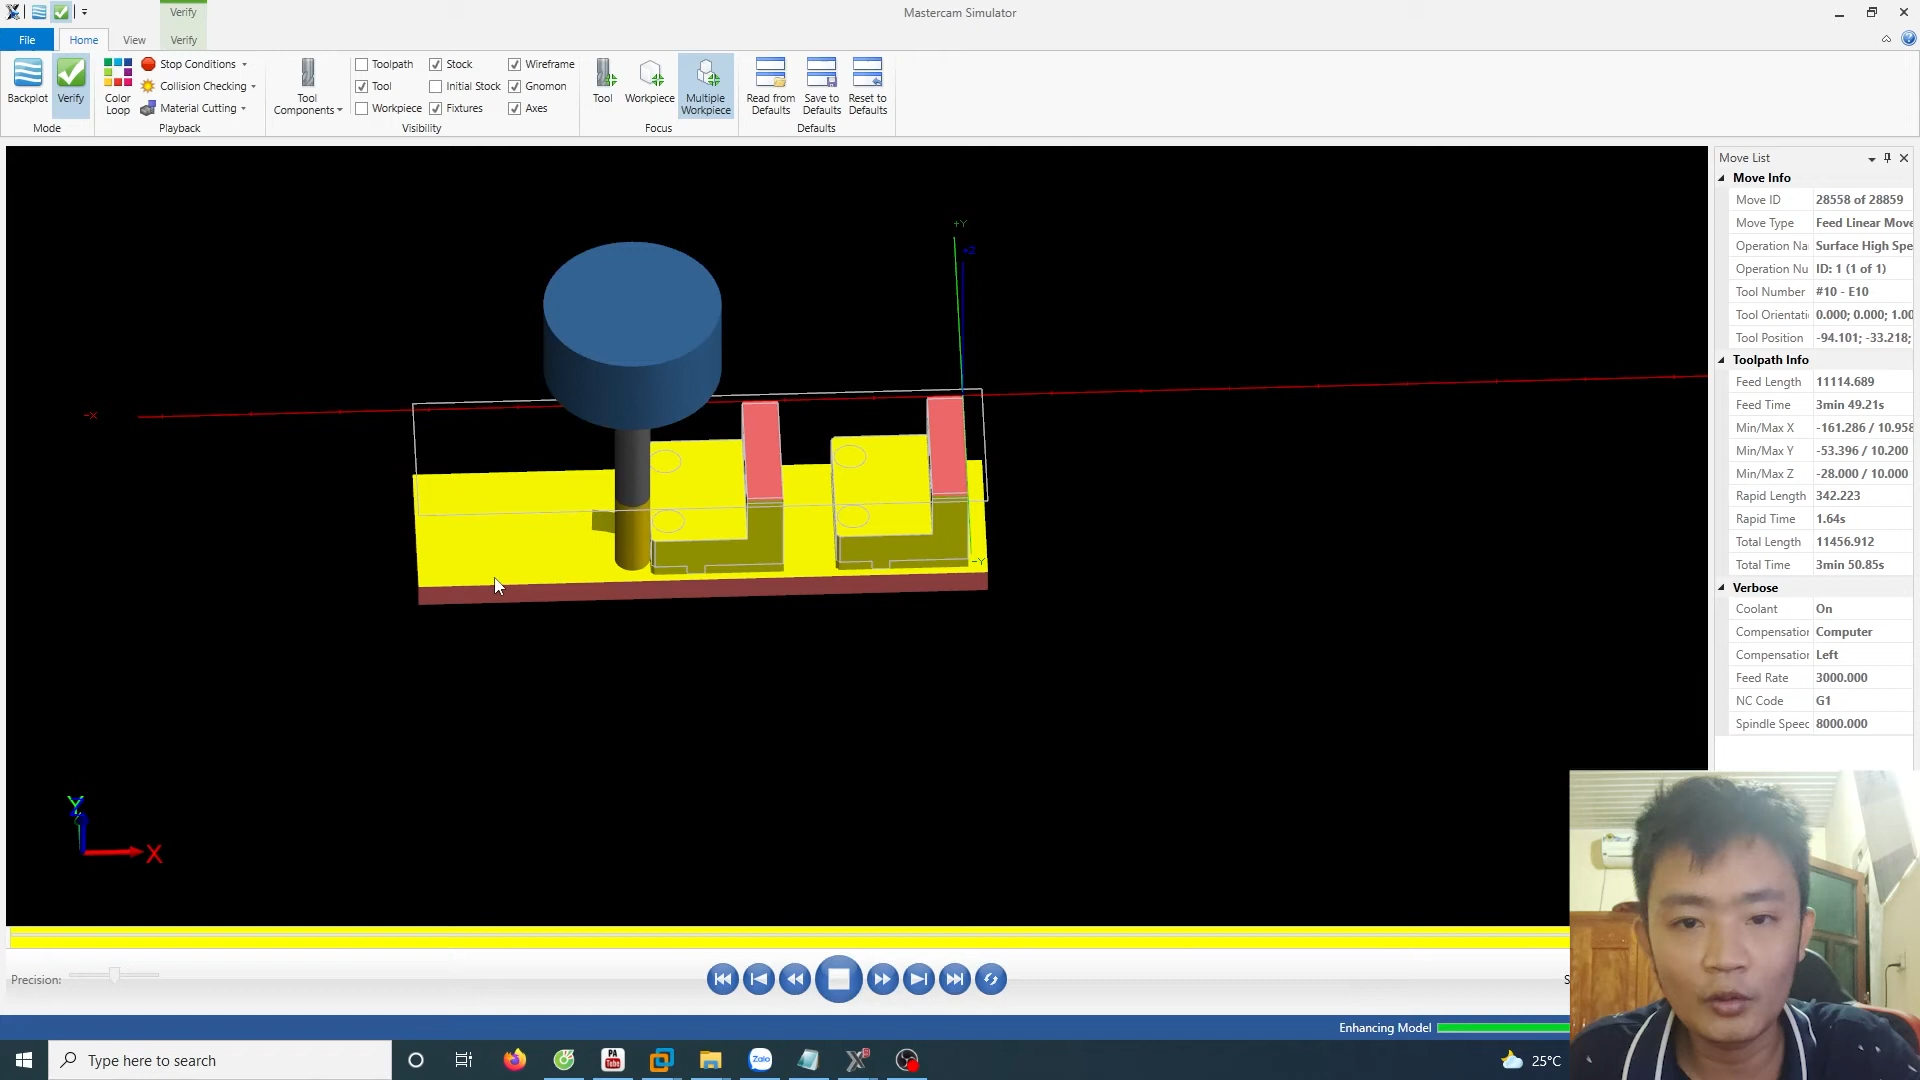 Verify
Mastercam Simulator
File
Home
View
Verify
Backplot
Verify
Mode
Color Loop
Stop Conditions
Collision Checking
Material Cutting
Playback
Tool Components
Toolpath
Tool
Workpiece
Stock
Initial Stock
Fixtures
Wireframe
Gnomon
Axes
Visibility
Tool
Workpiece
Multiple Workpiece
Focus
Read from Defaults
Save to Defaults
Reset to Defaults
Defaults
Move List
Move Info
Move ID 28558 of 28859
Move Type Feed Linear Move
Operation Na Surface High Spe
Operation Nu ID: 1 (1 of 1)
Tool Number #10 - E10
Tool Orientati 0.000; 0.000; 1.00
Tool Position -94.101; -33.218;
Toolpath Info
Feed Length 11114.689
Feed Time 3min 49.21s
Min/Max X -161.286 / 10.958
Min/Max Y -53.396 / 10.200
Min/Max Z -28.000 / 10.000
Rapid Length 342.223
Rapid Time 1.64s
Total Length 11456.912
Total Time 3min 50.85s
Verbose
Coolant On
Compensation Computer
Compensation Left
Feed Rate 3000.000
NC Code G1
Spindle Speed 8000.000
+Y
+Z
-X
-Y
Y
X
Precision:
S
Enhancing Model
Type here to search
PA
Tube
Zalo
25°C